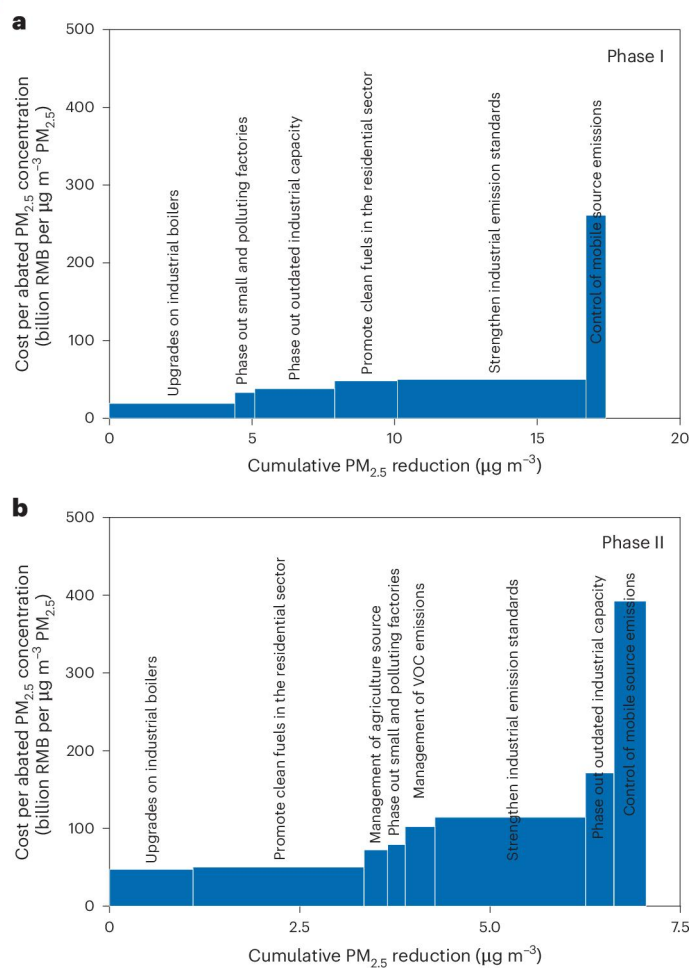 a
Phase I
Cost per abated PM2.5 concentration
(billion RMB per μg m–3 PM2.5)
500
400
300
200
100
0
Upgrades on industrial boilers
Phase out small and polluting factories
Phase out outdated industrial capacity
Promote clean fuels in the residential sector
Strengthen industrial emission standards
Control of mobile source emissions
0 5 10 15 20
Cumulative PM2.5 reduction (μg m–3)
b
Phase II
Cost per abated PM2.5 concentration
(billion RMB per μg m–3 PM2.5)
500
400
300
200
100
0
Upgrades on industrial boilers
Promote clean fuels in the residential sector
Management of agriculture source
Phase out small and polluting factories
Management of VOC emissions
Strengthen industrial emission standards
Phase out outdated industrial capacity
Control of mobile source emissions
0 2.5 5.0 7.5
Cumulative PM2.5 reduction (μg m–3)